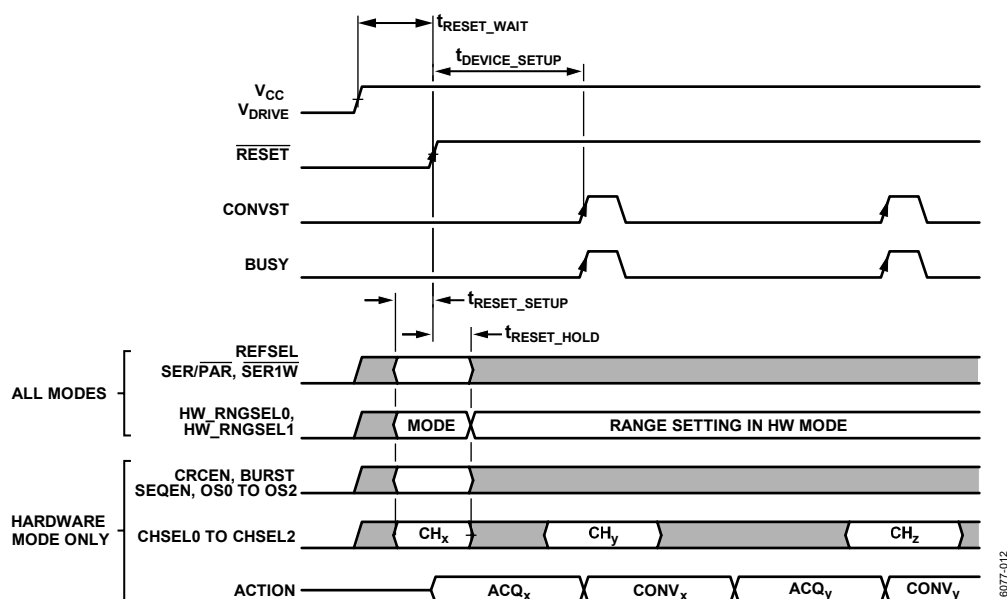 tRESET_WAIT
tDEVICE_SETUP
VCC
VDRIVE
RESET
CONVST
BUSY
tRESET_SETUP
tRESET_HOLD
ALL MODES
REFSEL
SER/PAR, SER1W
HW_RNGSEL0,
HW_RNGSEL1
MODE
RANGE SETTING IN HW MODE
HARDWARE
MODE ONLY
CRCEN, BURST
SEQEN, OS0 TO OS2
CHSEL0 TO CHSEL2
CHx
CHy
CHz
ACTION
ACQx
CONVx
ACQy
CONVy
6077-012